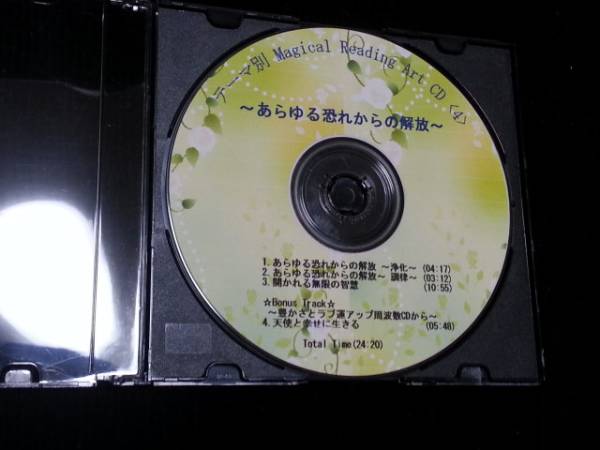 テーマ別 Magical Reading Art CD 〈4〉
～あらゆる恐れからの解放～
1. あらゆる恐れからの解放 ～浄化～ (04:17)
2. あらゆる恐れからの解放～ 調律～ (03:12)
3. 開かれる無限の智慧 (10:55)
☆Bonus Track☆
～豊かさとラブ運アップ周波数CDから～
4. 天使と幸せに生きる (05:48)
Total Time(24:20)